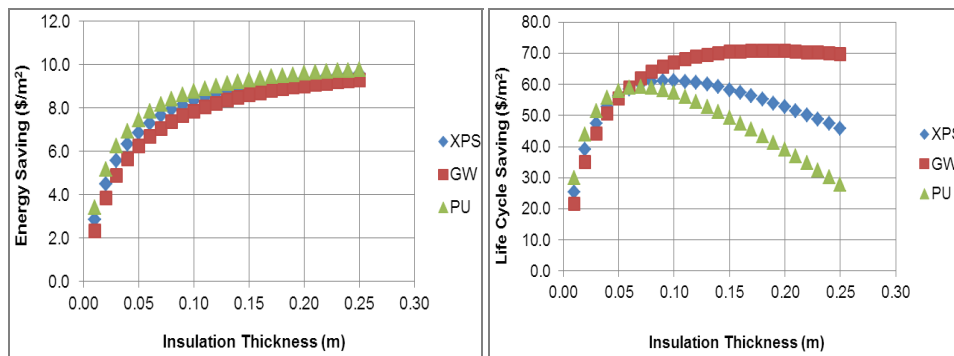 Energy Saving ($/m²)
12.0
10.0
8.0
6.0
4.0
2.0
0.0
0.00 0.05 0.10 0.15 0.20 0.25 0.30
Insulation Thickness (m)
XPS
GW
PU
Life Cycle Saving ($/m²)
80.0
70.0
60.0
50.0
40.0
30.0
20.0
10.0
0.0
0.00 0.05 0.10 0.15 0.20 0.25 0.30
Insulation Thickness (m)
XPS
GW
PU